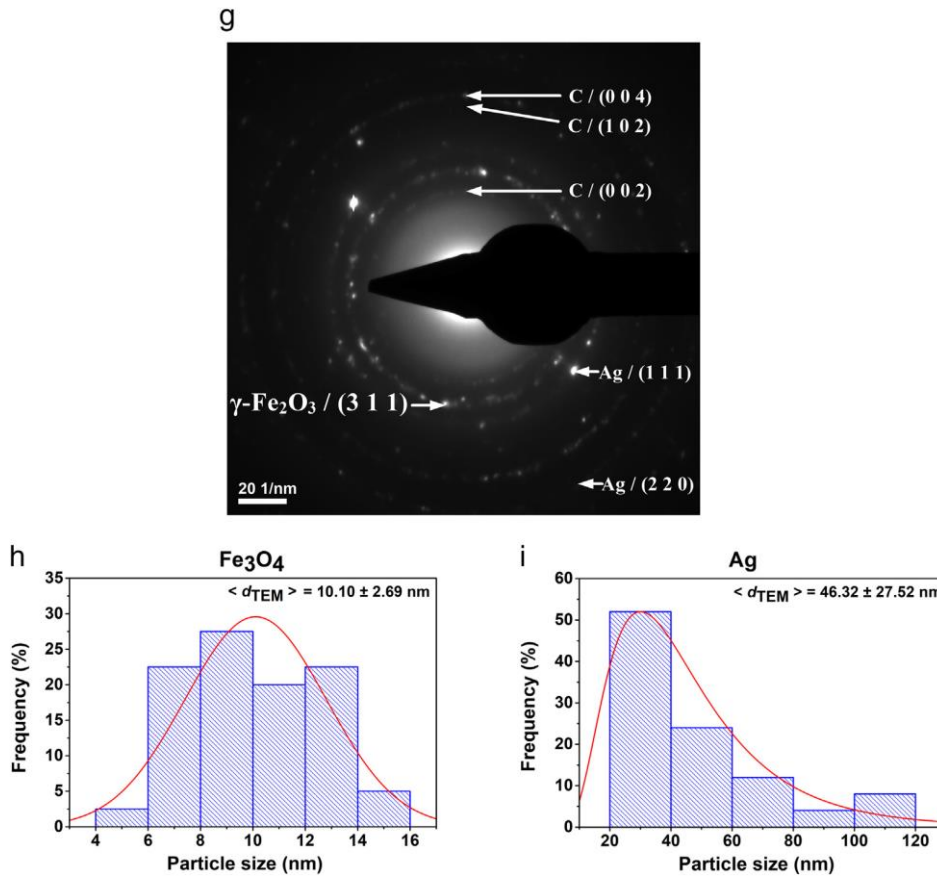 g
C / (0 0 4)
C / (1 0 2)
C / (0 0 2)
Ag / (1 1 1)
γ-Fe₂O₃ / (3 1 1)
Ag / (2 2 0)
20 1/nm
h
Fe₃O₄
< d_TEM > = 10.10 ± 2.69 nm
Frequency (%)
35
30
25
20
15
10
5
0
4 6 8 10 12 14 16
Particle size (nm)
i
Ag
< d_TEM > = 46.32 ± 27.52 nm
Frequency (%)
60
50
40
30
20
10
0
20 40 60 80 100 120
Particle size (nm)